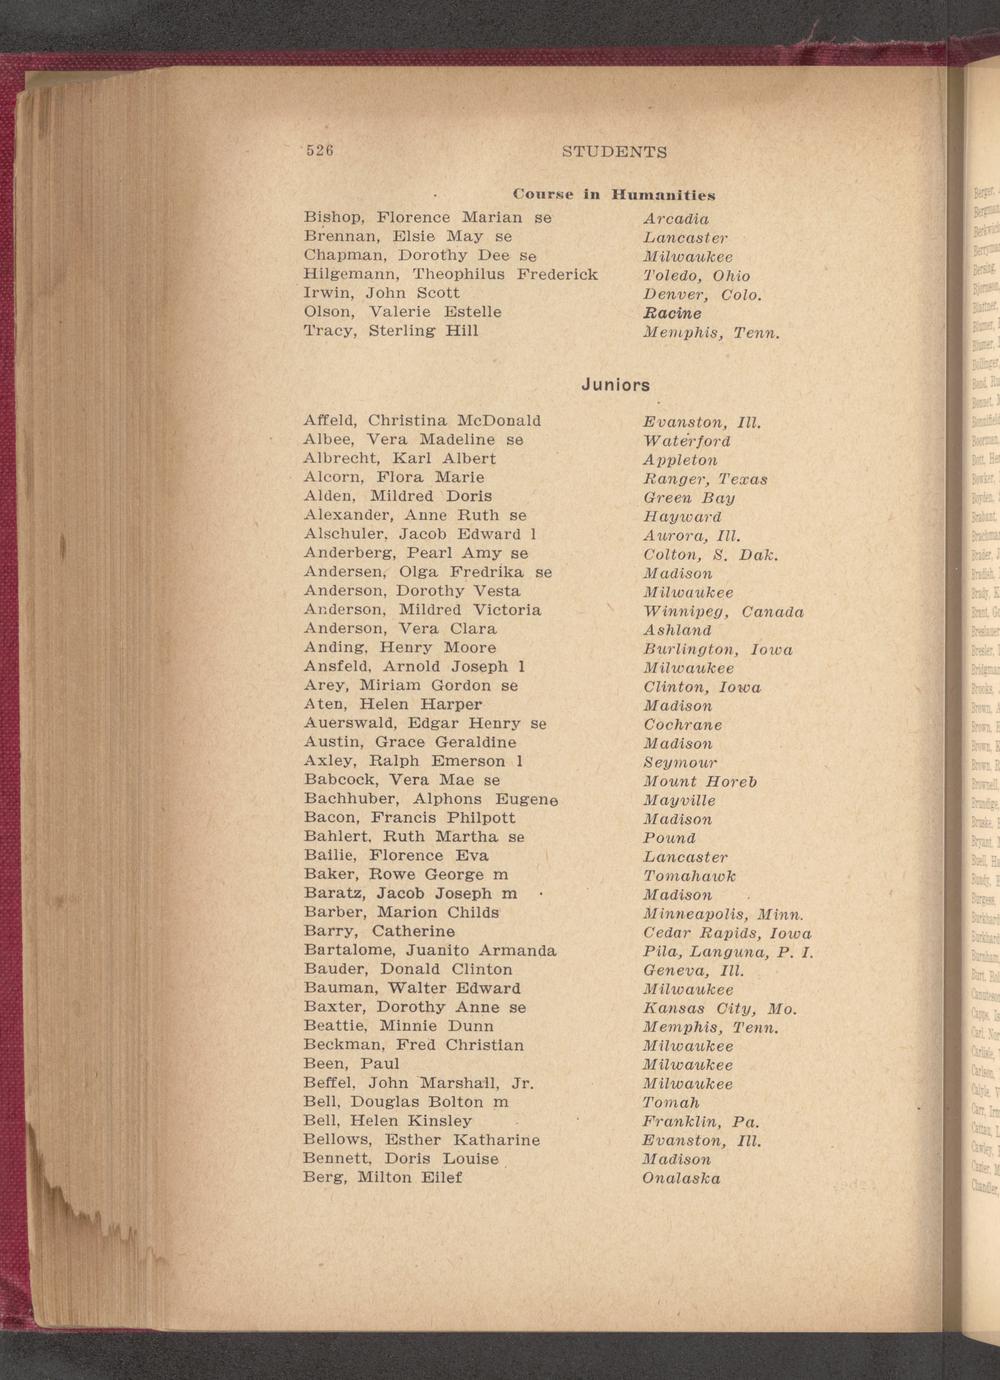 526 STUDENTS
Course in Humanities
Bishop, Florence Marian se Arcadia
Brennan, Elsie May se Lancaster
Chapman, Dorothy Dee se Milwaukee
Hilgemann, Theophilus Frederick Toledo, Ohio
Irwin, John Scott Denver, Colo.
Olson, Valerie Estelle Racine
Tracy, Sterling Hill Memphis, Tenn.
Juniors
Affeld, Christina McDonald Evanston, Ill.
Albee, Vera Madeline se Waterford
Albrecht, Karl Albert Appleton
Alcorn, Flora Marie Ranger, Texas
Alden, Mildred Doris Green Bay
Alexander, Anne Ruth se Hayward
Alschuler, Jacob Edward l Aurora, Ill.
Anderberg, Pearl Amy se Colton, S. Dak.
Andersen, Olga Fredrika se Madison
Anderson, Dorothy Vesta Milwaukee
Anderson, Mildred Victoria Winnipeg, Canada
Anderson, Vera Clara Ashland
Anding, Henry Moore Burlington, Iowa
Ansfeld, Arnold Joseph l Milwaukee
Arey, Miriam Gordon se Clinton, Iowa
Aten, Helen Harper Madison
Auerswald, Edgar Henry se Cochrane
Austin, Grace Geraldine Madison
Axley, Ralph Emerson l Seymour
Babcock, Vera Mae se Mount Horeb
Bachhuber, Alphons Eugene Mayville
Bacon, Francis Philpott Madison
Bahlert, Ruth Martha se Pound
Bailie, Florence Eva Lancaster
Baker, Rowe George m Tomahawk
Baratz, Jacob Joseph m Madison
Barber, Marion Childs Minneapolis, Minn.
Barry, Catherine Cedar Rapids, Iowa
Bartalome, Juanito Armanda Pila, Languna, P. I.
Bauder, Donald Clinton Geneva, Ill.
Bauman, Walter Edward Milwaukee
Baxter, Dorothy Anne se Kansas City, Mo.
Beattie, Minnie Dunn Memphis, Tenn.
Beckman, Fred Christian Milwaukee
Been, Paul Milwaukee
Beffel, John Marshall, Jr. Milwaukee
Bell, Douglas Bolton m Tomah
Bell, Helen Kinsley Franklin, Pa.
Bellows, Esther Katharine Evanston, Ill.
Bennett, Doris Louise Madison
Berg, Milton Eilef Onalaska